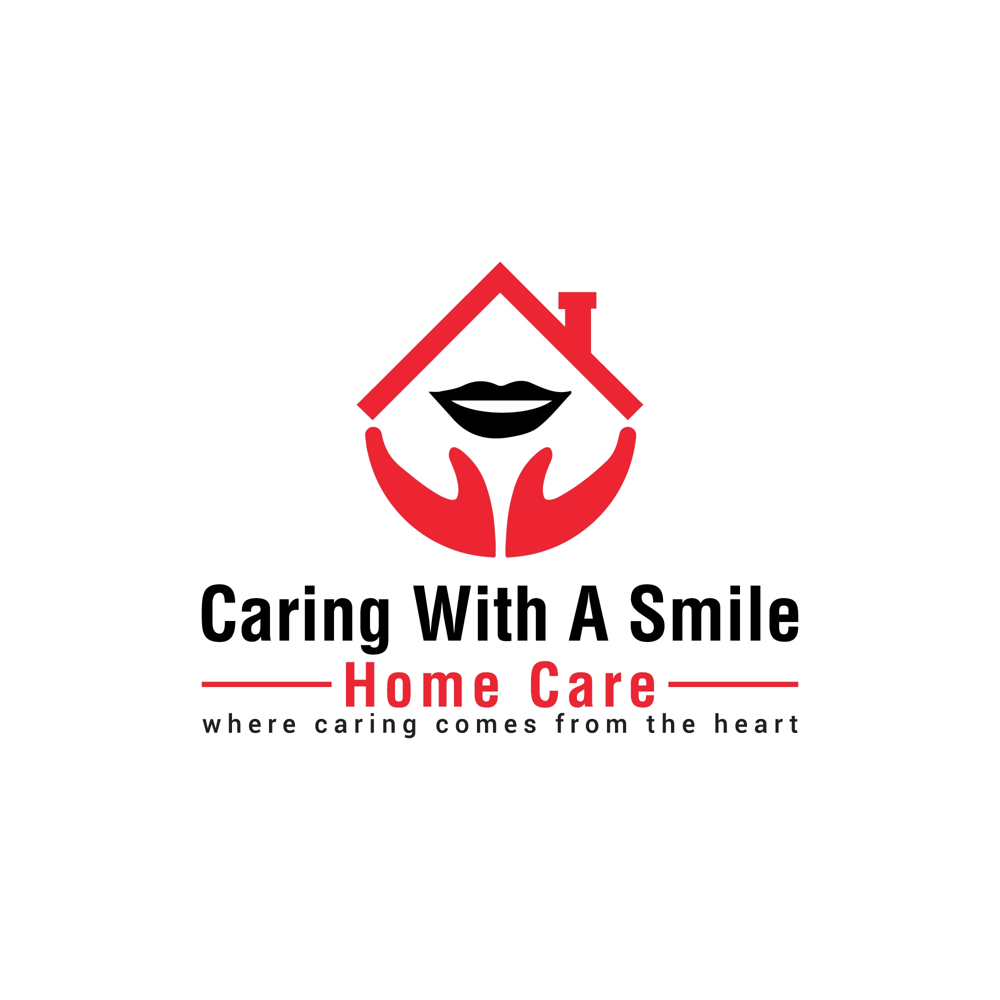 Caring With A Smile
Home Care
where caring comes from the heart